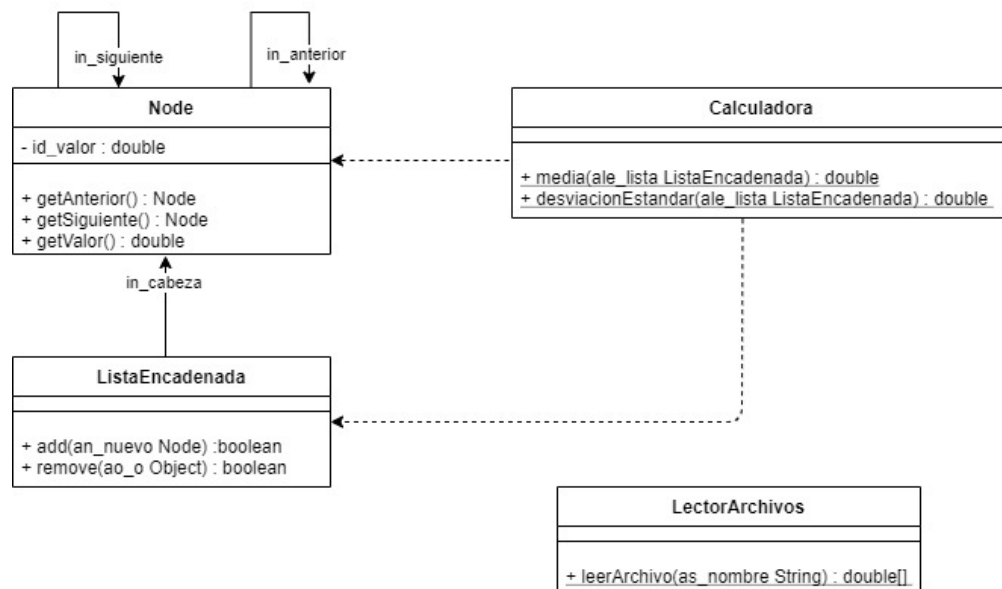 in_siguiente
in_anterior
Node
- id_valor : double
+ getAnterior() : Node
+ getSiguiente() : Node
+ getValor() : double
Calculadora
+ media(ale_lista ListaEncadenada) : double
+ desviacionEstandar(ale_lista ListaEncadenada) : double
in_cabeza
ListaEncadenada
+ add(an_nuevo Node) :boolean
+ remove(ao_o Object) : boolean
LectorArchivos
+ leerArchivo(as_nombre String) : double[]